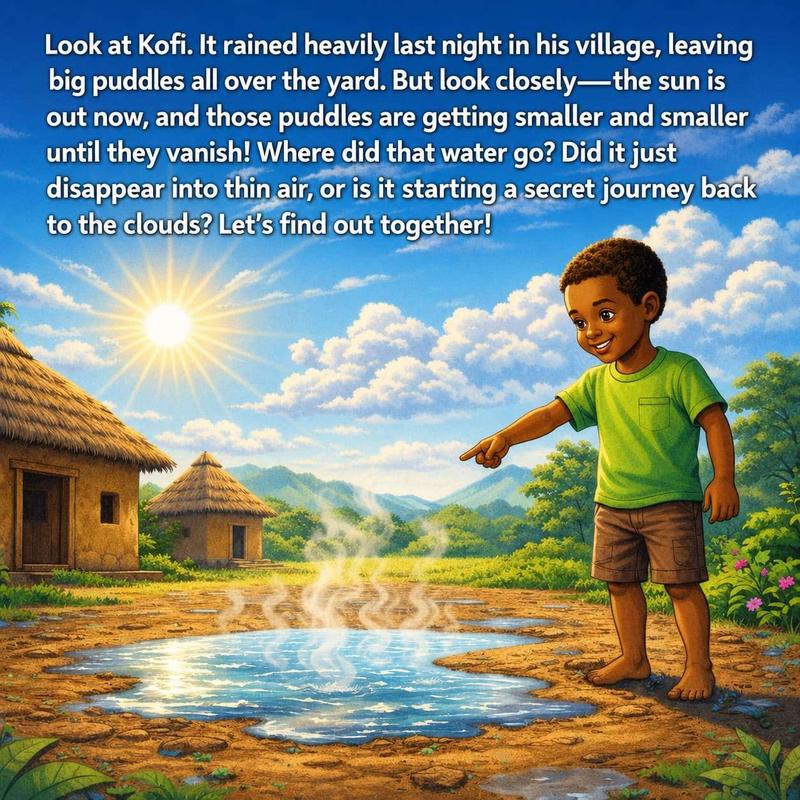 Look at Kofi. It rained heavily last night in his village, leaving
big puddles all over the yard. But look closely—the sun is
out now, and those puddles are getting smaller and smaller
until they vanish! Where did that water go? Did it just
disappear into thin air, or is it starting a secret journey back
to the clouds? Let’s find out together!